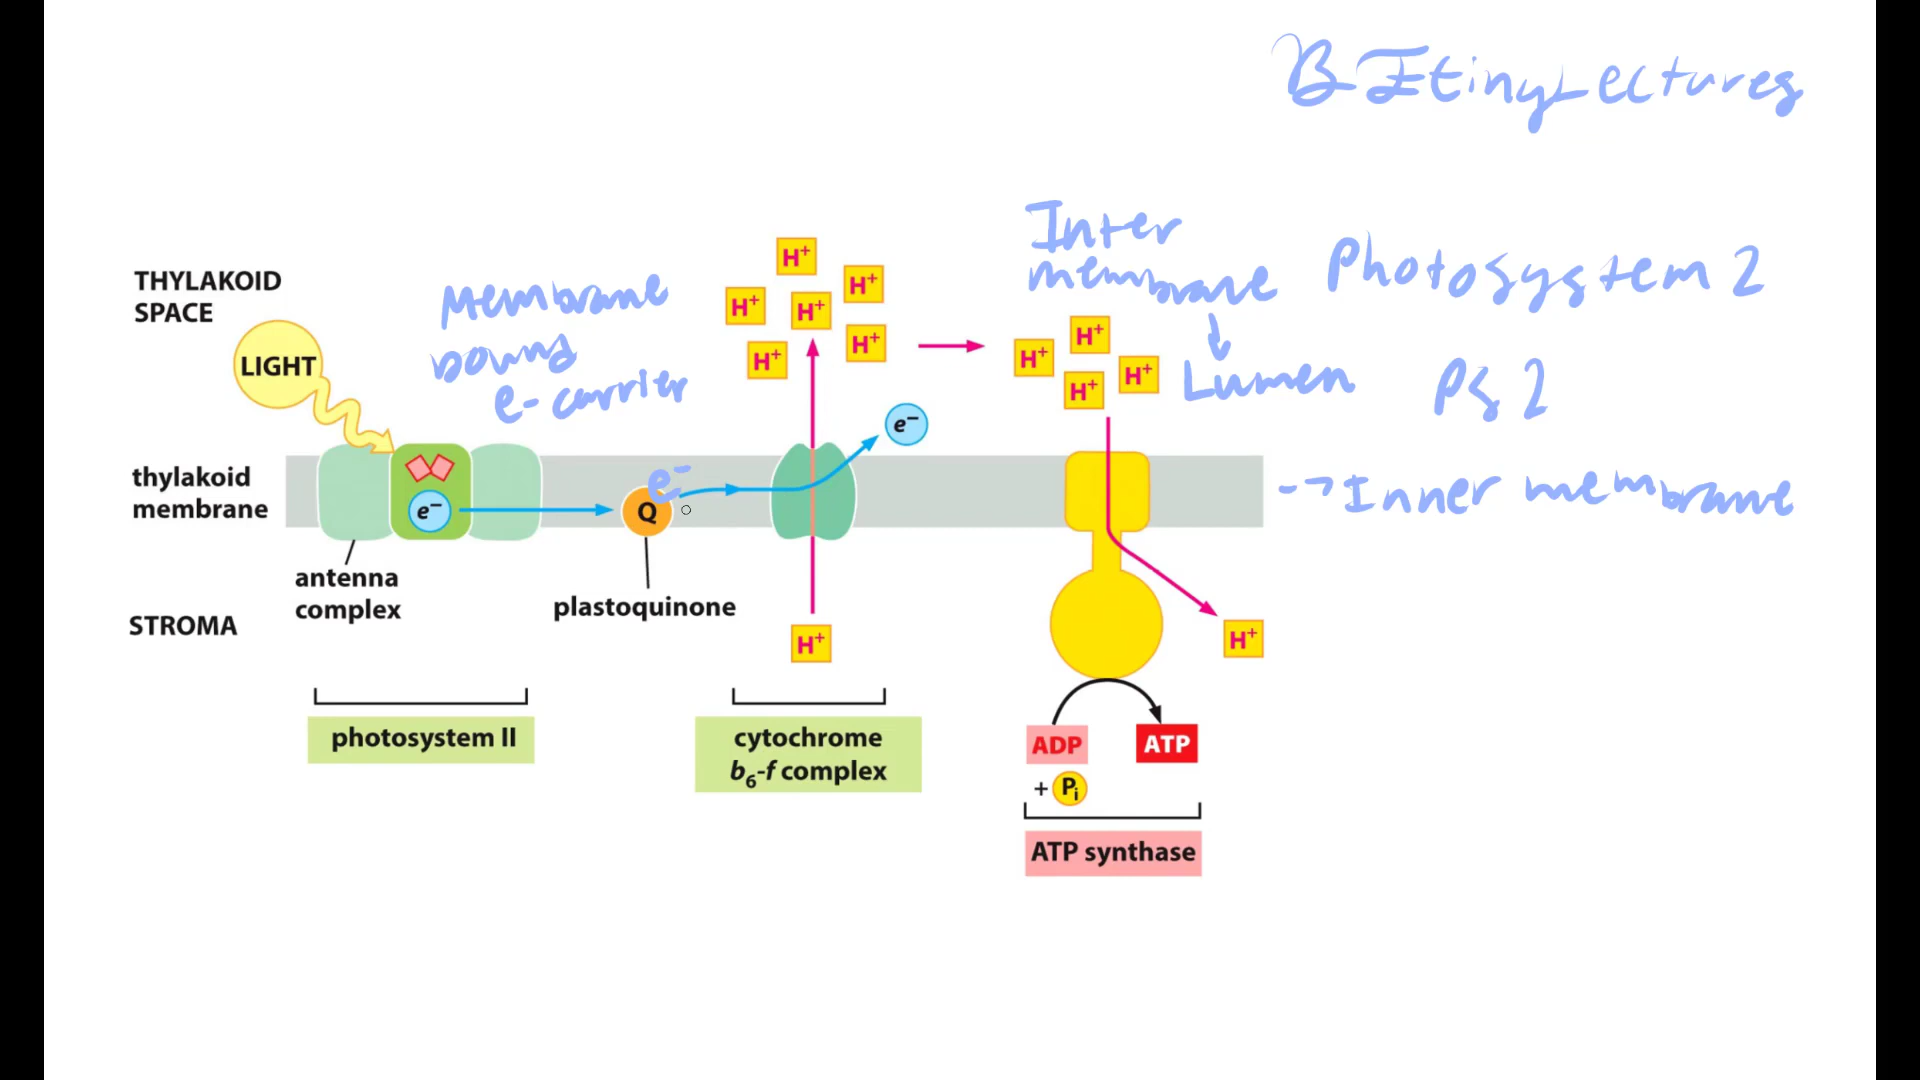 BItinyLectures
THYLAKOID
SPACE
LIGHT
Membrane
bound
e- carrier
H+
H+
H+
H+
H+
H+
Inter
membrane
Lumen
H+
H+
H+
H+
Photosystem 2
PS 2
e−
thylakoid
membrane
e−
Q
e-
-> Inner membrane
antenna
complex
plastoquinone
STROMA
H+
H+
photosystem II
cytochrome
b6-f complex
ADP
ATP
+ Pi
ATP synthase